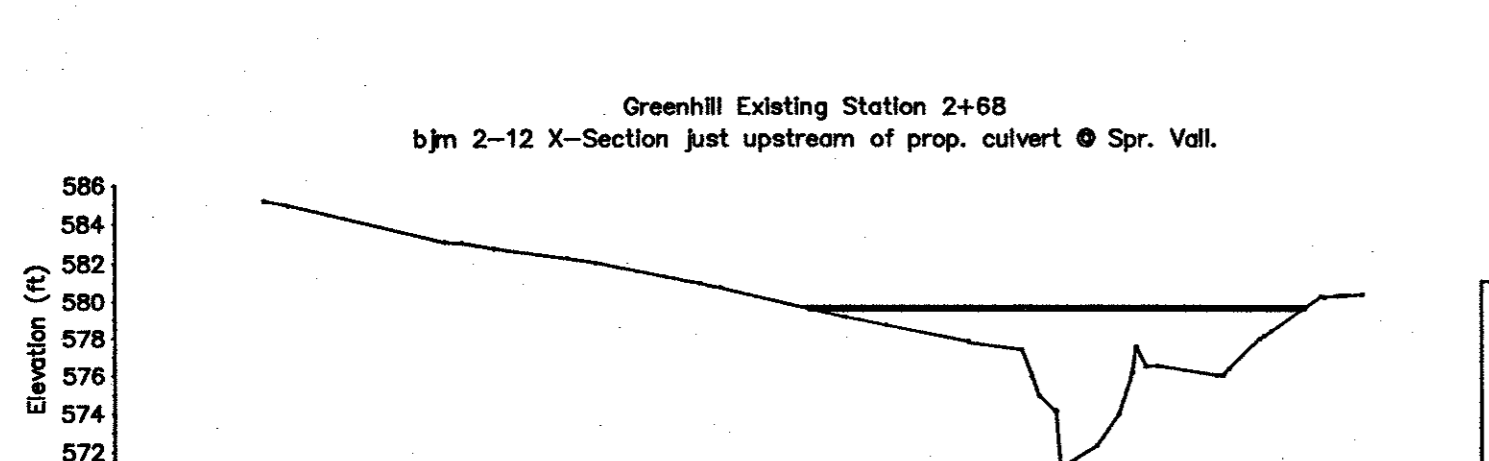 Greenhill Existing Station 2+68
bjm 2-12 X-Section just upstream of prop. culvert @ Spr. Vall.
586
584
582
580
578
576
574
572
Elevation (ft)